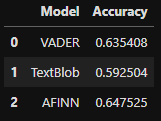 Model Accuracy
0 VADER 0.635408
1 TextBlob 0.592504
2 AFINN 0.647525